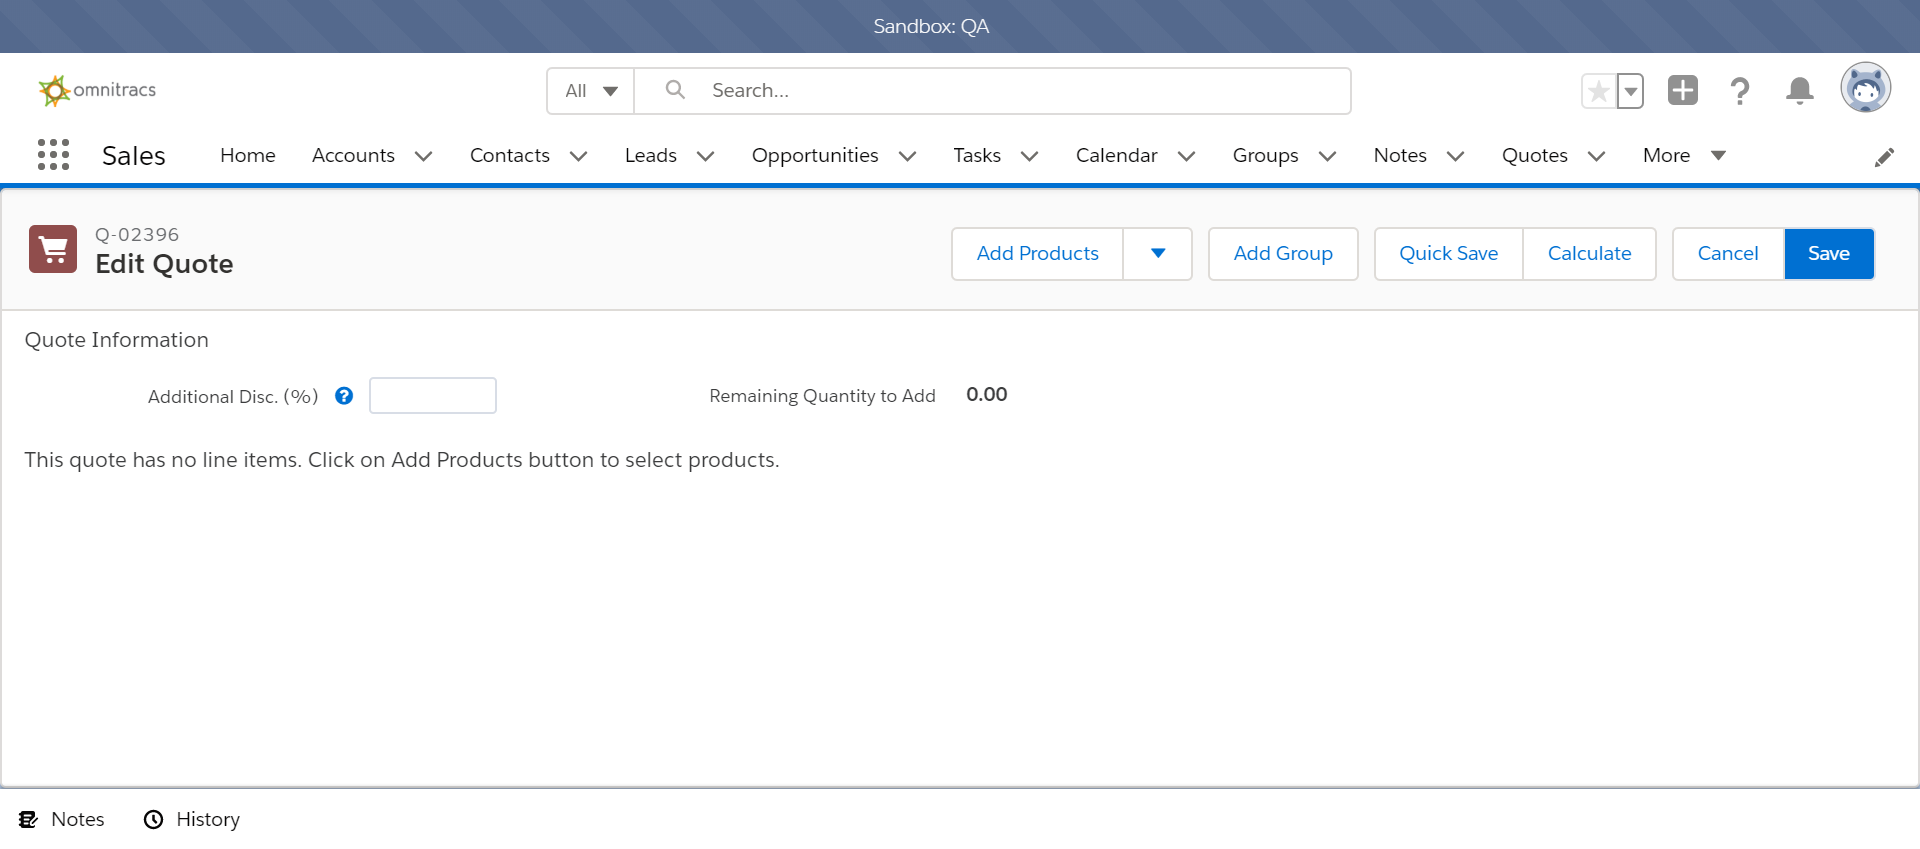 Sandbox: QA
omnitracs
All Search...
Sales Home Accounts Contacts Leads Opportunities Tasks Calendar Groups Notes Quotes More
Q-02396
Edit Quote
Add Products Add Group Quick Save Calculate Cancel Save
Quote Information
Additional Disc. (%) ? Remaining Quantity to Add 0.00
This quote has no line items. Click on Add Products button to select products.
Notes History